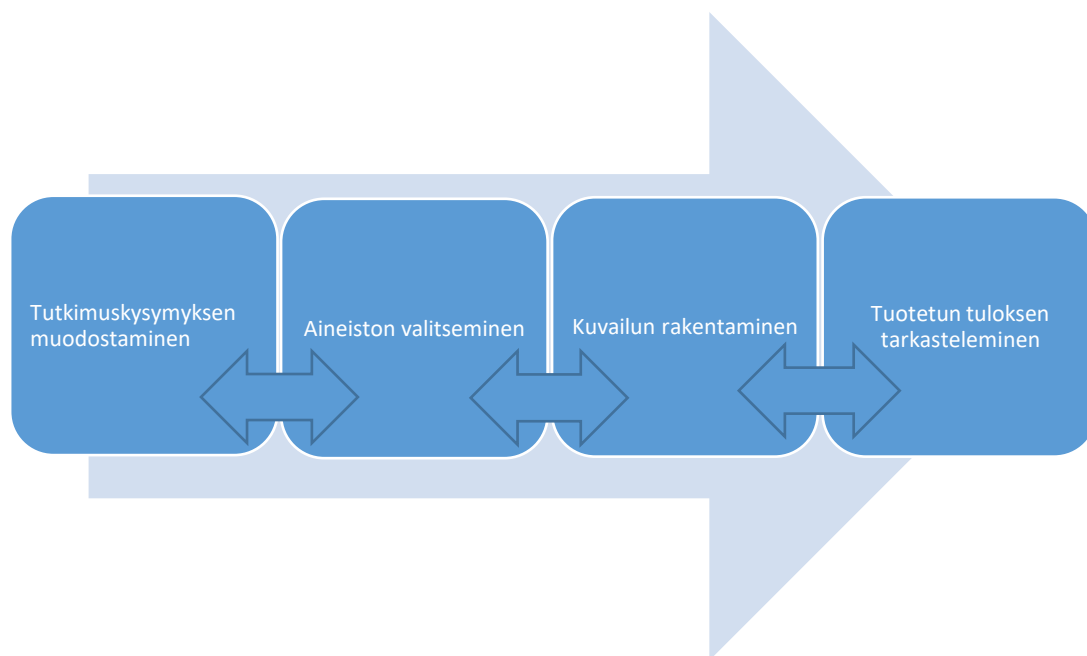 Tutkimuskysymyksen
muodostaminen
Aineiston valitseminen
Kuvailun rakentaminen
Tuotetun tuloksen
tarkasteleminen